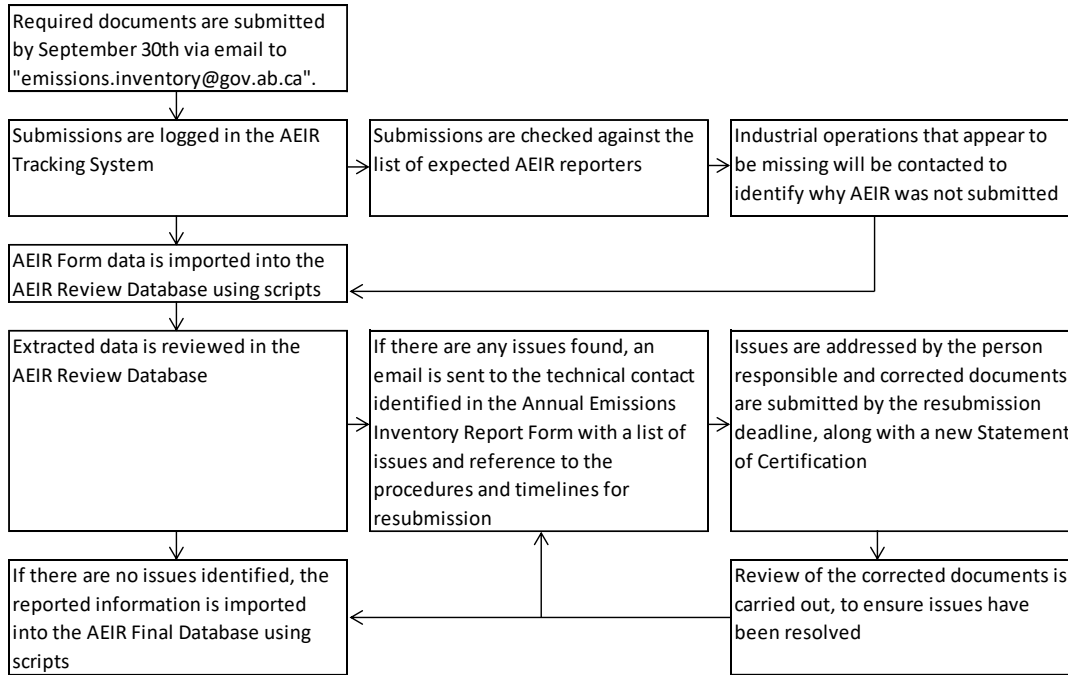 Required documents are submitted
by September 30th via email to
"emissions.inventory@gov.ab.ca".
Submissions are logged in the AEIR
Tracking System
Submissions are checked against the
list of expected AEIR reporters
Industrial operations that appear to
be missing will be contacted to
identify why AEIR was not submitted
AEIR Form data is imported into the
AEIR Review Database using scripts
Extracted data is reviewed in the
AEIR Review Database
If there are any issues found, an
email is sent to the technical contact
identified in the Annual Emissions
Inventory Report Form with a list of
issues and reference to the
procedures and timelines for
resubmission
Issues are addressed by the person
responsible and corrected documents
are submitted by the resubmission
deadline, along with a new Statement
of Certification
If there are no issues identified, the
reported information is imported
into the AEIR Final Database using
scripts
Review of the corrected documents is
carried out, to ensure issues have
been resolved